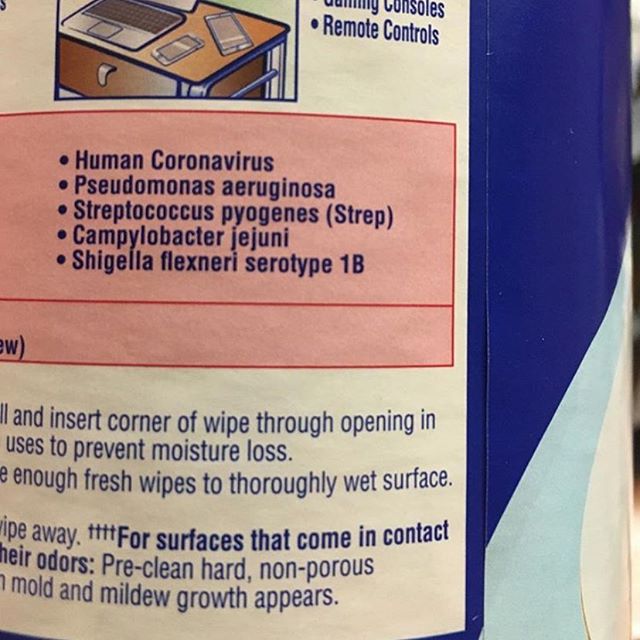 Consoles
• Remote Controls
• Human Coronavirus
• Pseudomonas aeruginosa
• Streptococcus pyogenes (Strep)
• Campylobacter jejuni
• Shigella flexneri serotype 1B
ew)
ll and insert corner of wipe through opening in
uses to prevent moisture loss.
e enough fresh wipes to thoroughly wet surface.
ipe away. ††††For surfaces that come in contact
heir odors: Pre-clean hard, non-porous
mold and mildew growth appears.